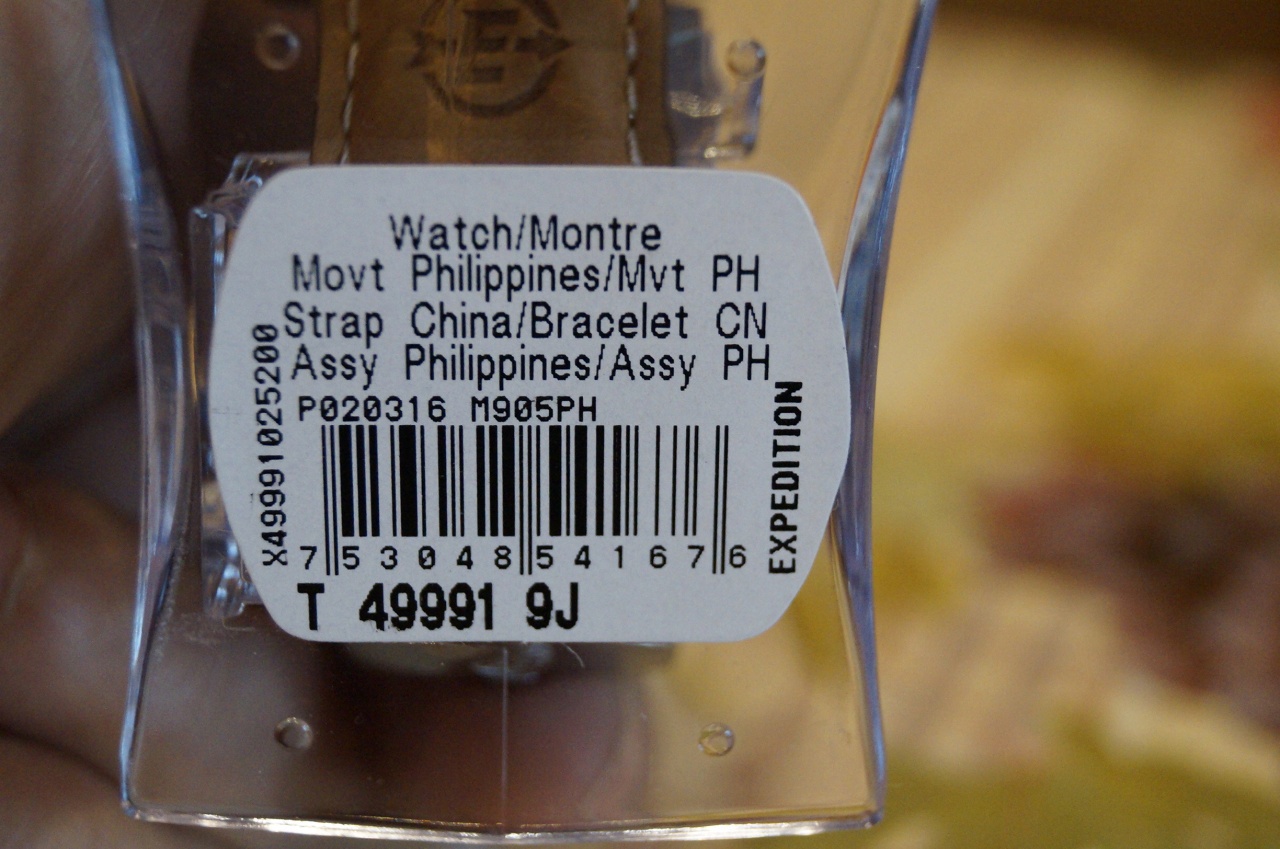 E
Watch/Montre
Movt Philippines/Mvt PH
Strap China/Bracelet CN
Assy Philippines/Assy PH
P020316 M905PH
X49991025200
EXPEDITION
7 53048 54167 6
T 49991 9J